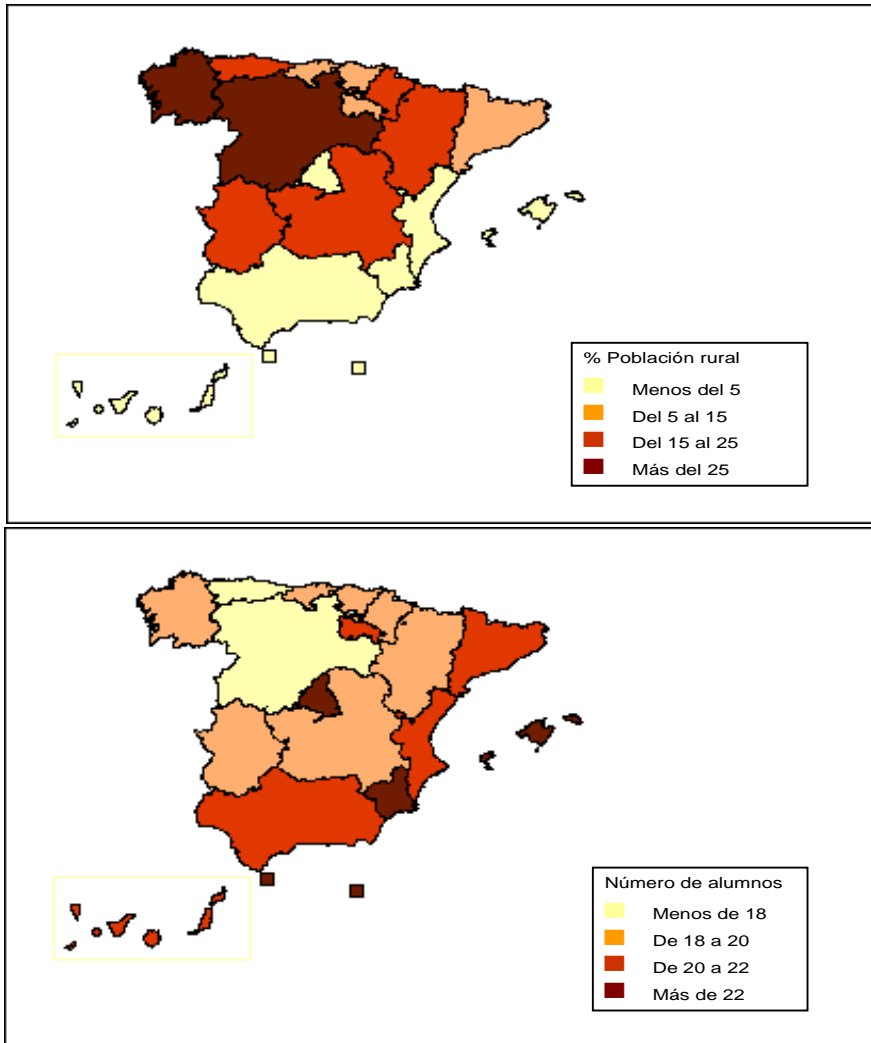 % Población rural
Menos del 5
Del 5 al 15
Del 15 al 25
Más del 25
Número de alumnos
Menos de 18
De 18 a 20
De 20 a 22
Más de 22